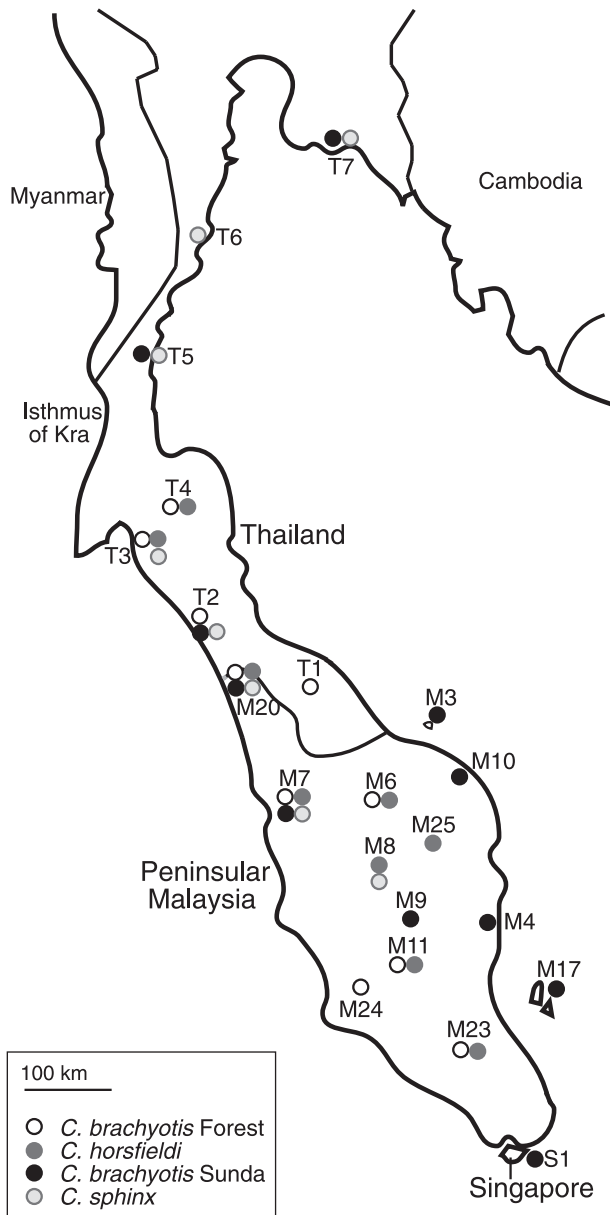 T7
Cambodia
Myanmar
T6
T5
Isthmus
of Kra
T4
Thailand
T3
T2
T1
M20
M3
M10
M7
M6
M25
M8
Peninsular
Malaysia
M9
M4
M11
M17
M24
M23
100 km
C. brachyotis Forest
C. horsfieldi
C. brachyotis Sunda
C. sphinx
S1
Singapore